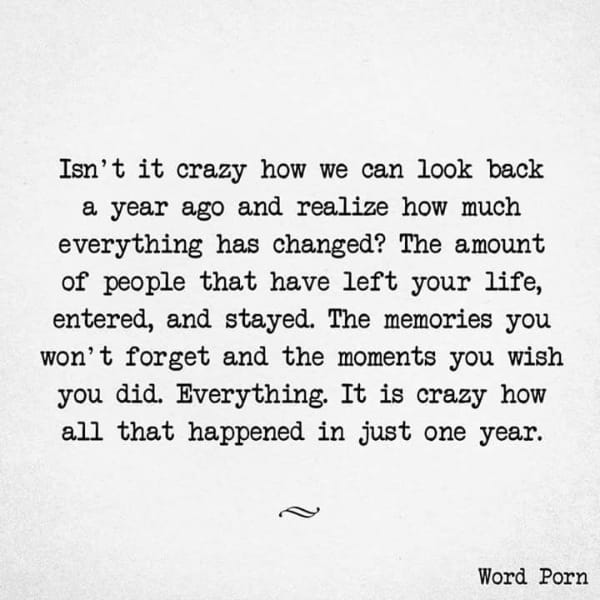 Isn't it crazy how we can look back
a year ago and realize how much
everything has changed? The amount
of people that have left your life,
entered, and stayed. The memories you
won't forget and the moments you wish
you did. Everything. It is crazy how
all that happened in just one year.
Word Porn